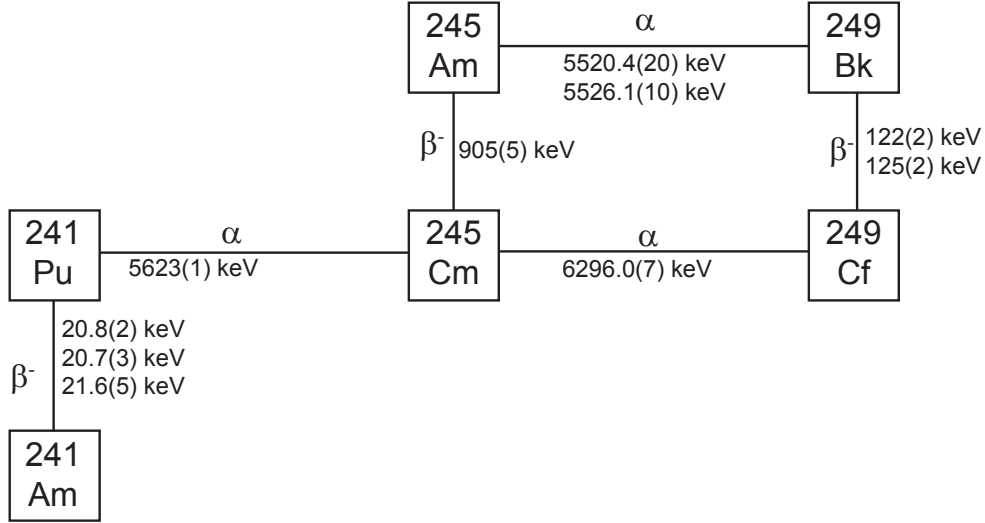 245
Am
α
5520.4(20) keV
5526.1(10) keV
249
Bk
β-
905(5) keV
β-
122(2) keV
125(2) keV
241
Pu
α
5623(1) keV
245
Cm
α
6296.0(7) keV
249
Cf
β-
20.8(2) keV
20.7(3) keV
21.6(5) keV
241
Am